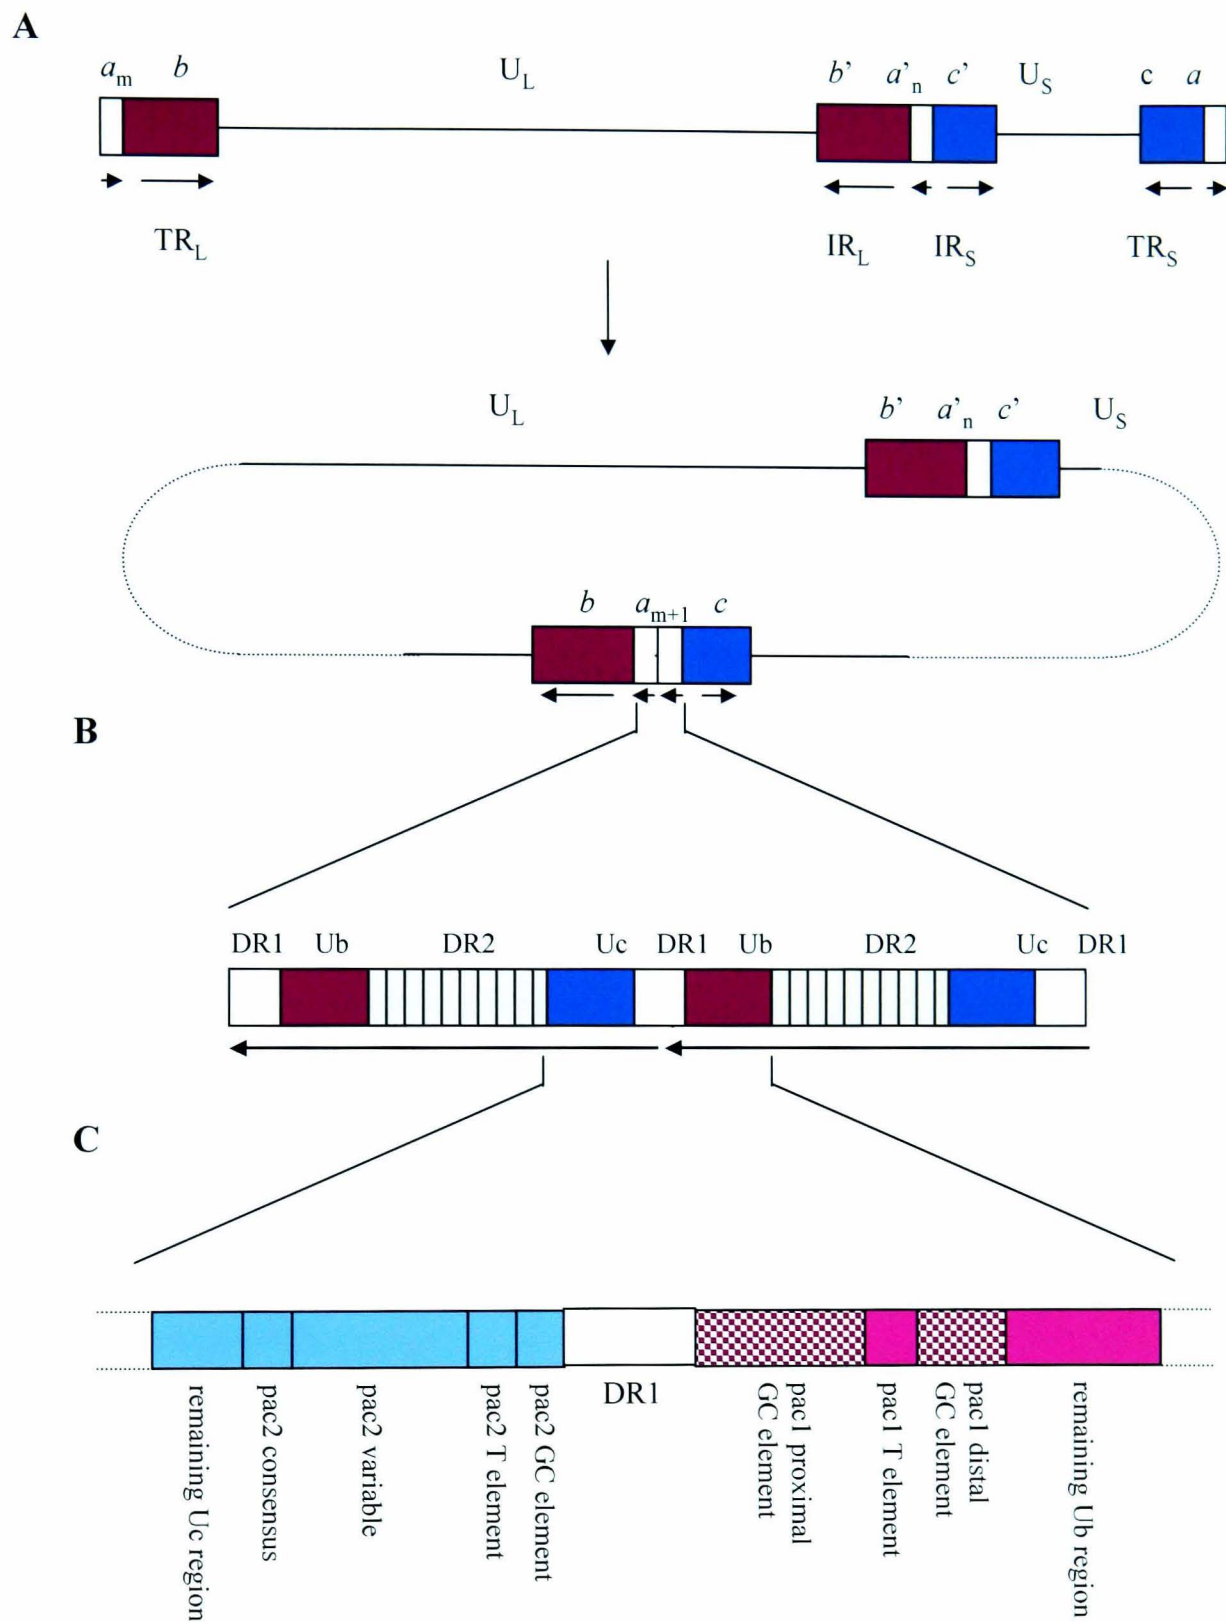 A
a_m b U_L b' a'_n c' U_S c a
TR_L IR_L IR_S TR_S
U_L b' a'_n c' U_S
b a_m+1 c
B
DR1 Ub DR2 Uc DR1 Ub DR2 Uc DR1
C
DR1
remaining Uc region
pac2 consensus
pac2 variable
pac2 T element
pac2 GC element
pac1 proximal
GC element
pac1 T element
pac1 distal
GC element
remaining Ub region